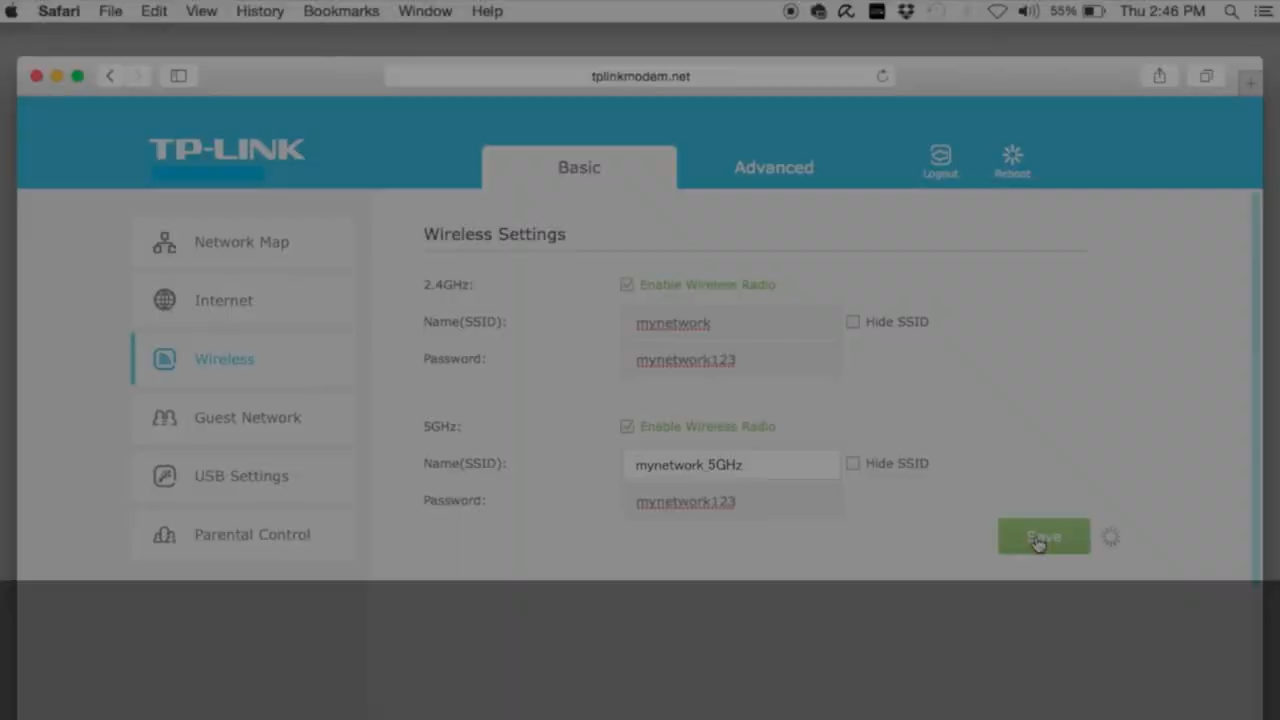 Safari File Edit View History Bookmarks Window Help 55% Thu 2:46 PM
tplinkmodem.net
TP-LINK
Basic Advanced Logout Reboot
Network Map
Internet
Wireless
Guest Network
USB Settings
Parental Control
Wireless Settings
2.4GHz: Enable Wireless Radio
Name(SSID): mynetwork Hide SSID
Password: mynetwork123
5GHz: Enable Wireless Radio
Name(SSID): mynetwork 5GHz Hide SSID
Password: mynetwork123
Save